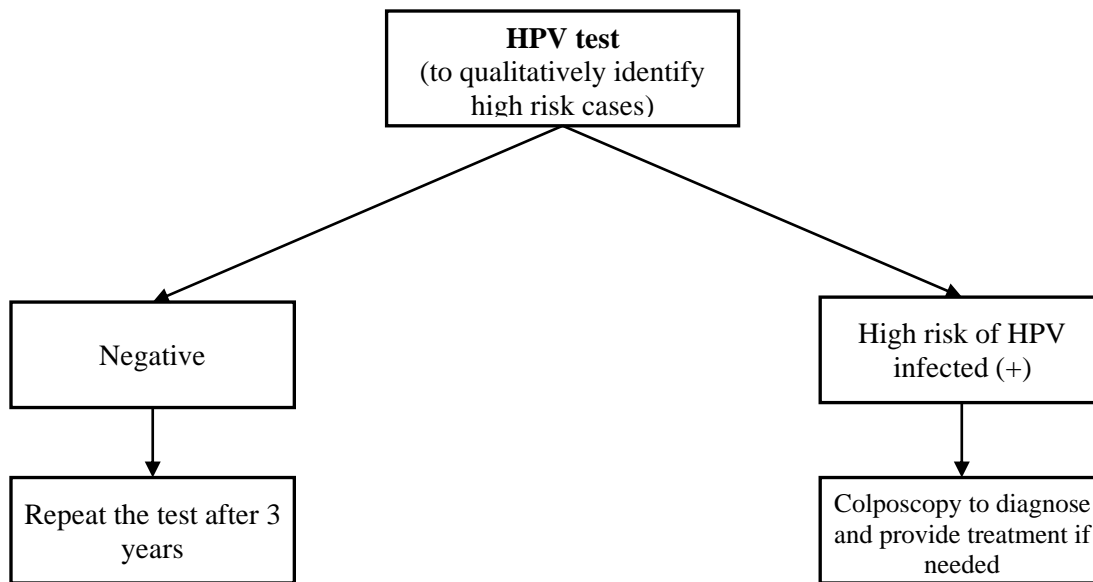 HPV test
(to qualitatively identify
high risk cases)
Negative
High risk of HPV
infected (+)
Repeat the test after 3
years
Colposcopy to diagnose
and provide treatment if
needed